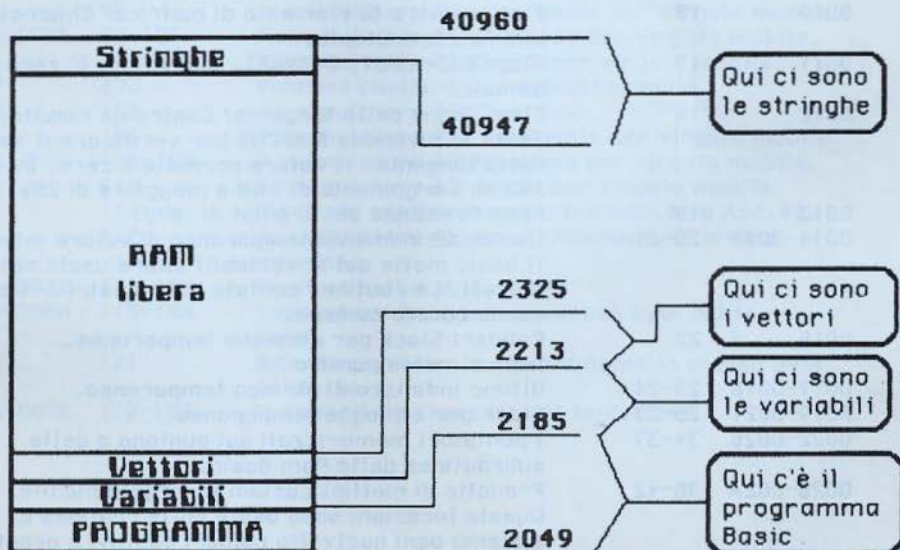 40960
Stringhe
Qui ci sono
le stringhe
40947
RAM
libera
2325
Qui ci sono
i vettori
2213
Qui ci sono
le variabili
2185
Vettori
Variabili
PROGRAMMA
Qui c'è il
programma
Basic
2049